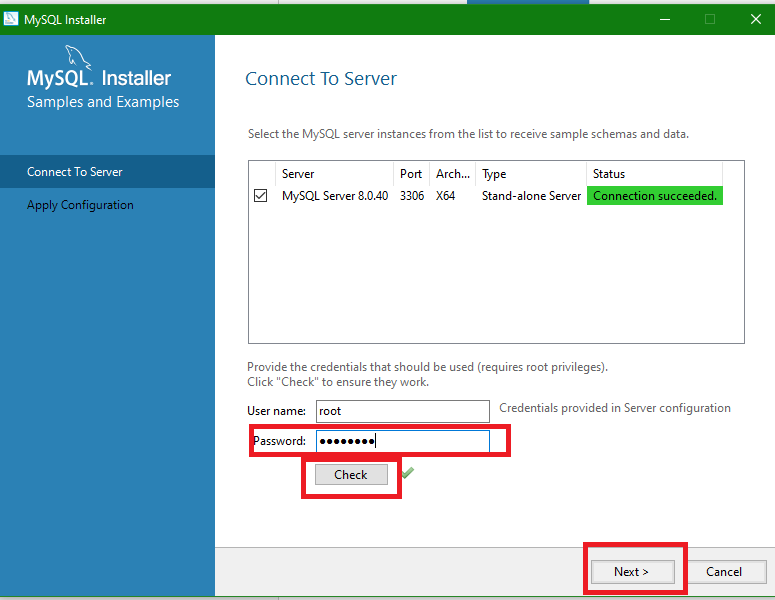 MySQL Installer
MySQL. Installer
Samples and Examples
Connect To Server
Apply Configuration
Connect To Server
Select the MySQL server instances from the list to receive sample schemas and data.
Server Port Arch... Type Status
MySQL Server 8.0.40 3306 X64 Stand-alone Server Connection succeeded.
Provide the credentials that should be used (requires root privileges).
Click "Check" to ensure they work.
User name: root Credentials provided in Server configuration
Password: ●●●●●●●●
Check
Next > Cancel